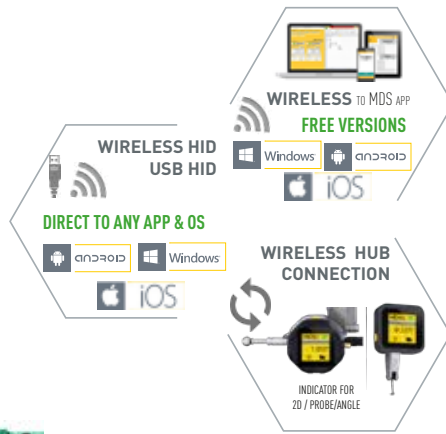 WIRELESS TO MDS APP
FREE VERSIONS
Windows
ANDROID
iOS
WIRELESS HID
USB HID
DIRECT TO ANY APP & OS
ANDROID
Windows
iOS
WIRELESS HUB
CONNECTION
INDICATOR FOR
2D / PROBE/ANGLE